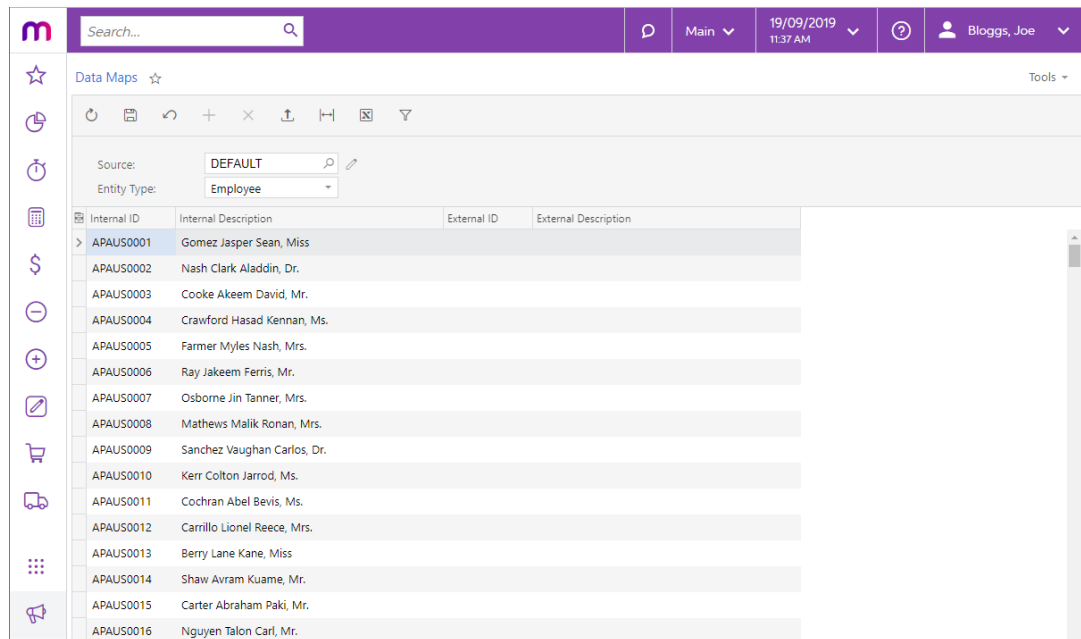 m Search... Main 19/09/2019 Bloggs, Joe
11:37 AM
Data Maps Tools
Source: DEFAULT
Entity Type: Employee
Internal ID Internal Description External ID External Description
APAUS0001 Gomez Jasper Sean, Miss
APAUS0002 Nash Clark Aladdin, Dr.
APAUS0003 Cooke Akeem David, Mr.
APAUS0004 Crawford Hasad Kennan, Ms.
APAUS0005 Farmer Myles Nash, Mrs.
APAUS0006 Ray Jakeem Ferris, Mr.
APAUS0007 Osborne Jin Tanner, Mrs.
APAUS0008 Mathews Malik Ronan, Mrs.
APAUS0009 Sanchez Vaughan Carlos, Dr.
APAUS0010 Kerr Colton Jarrod, Ms.
APAUS0011 Cochran Abel Bevis, Ms.
APAUS0012 Carrillo Lionel Reece, Mrs.
APAUS0013 Berry Lane Kane, Miss
APAUS0014 Shaw Avram Kuame, Mr.
APAUS0015 Carter Abraham Paki, Mr.
APAUS0016 Nguyen Talon Carl, Mr.